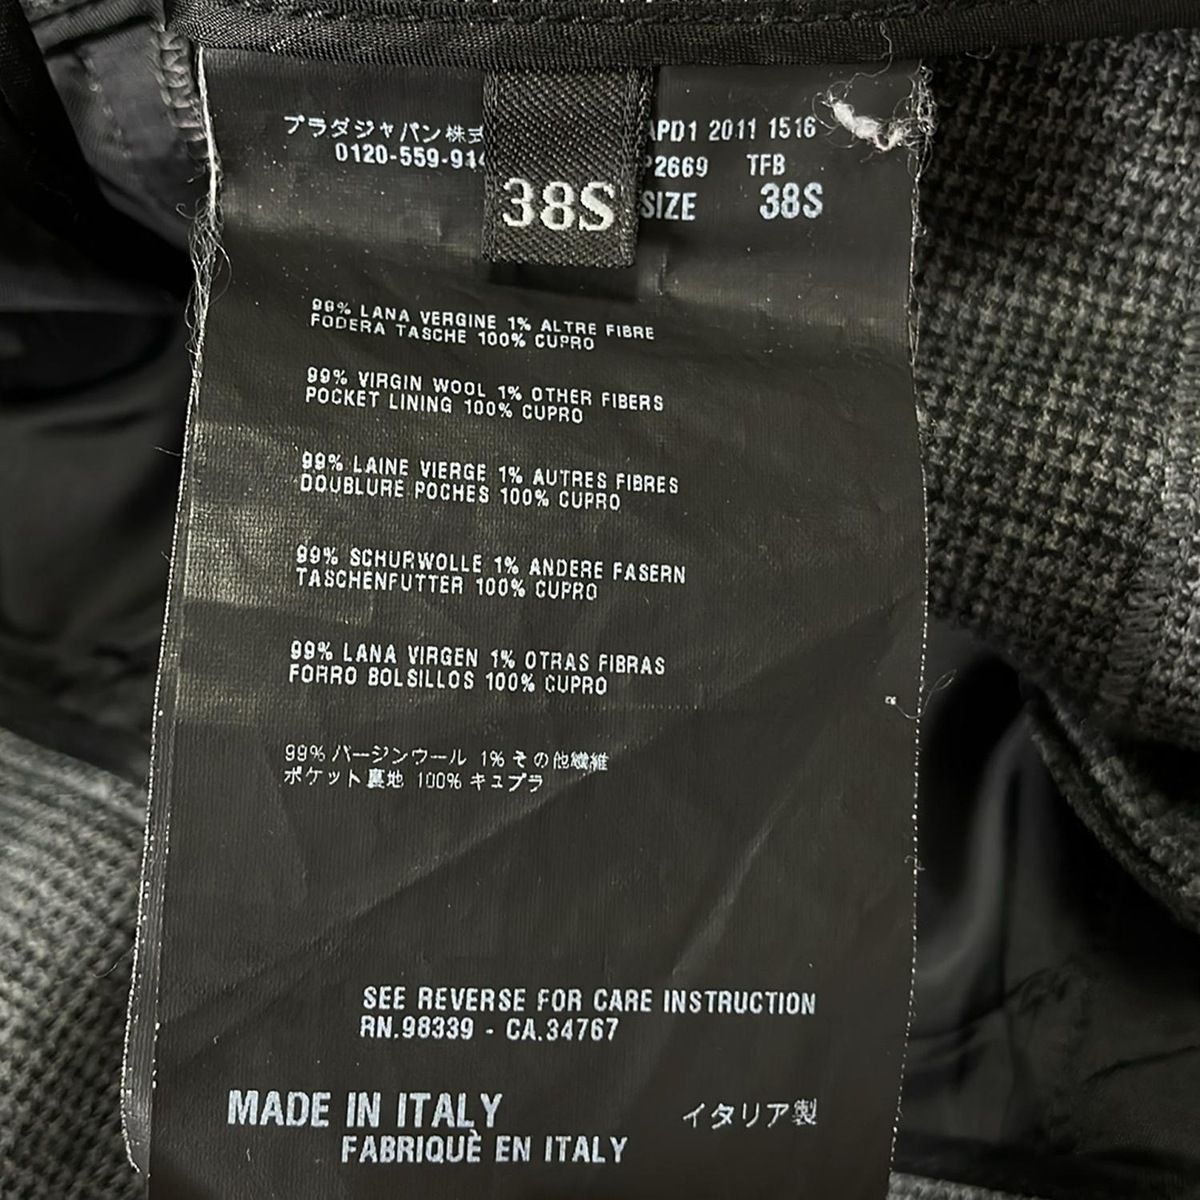 プラダジャパン株式
0120-559-914
38S
APD1 2011 1516
2669 TFB
SIZE 38S
99% LANA VERGINE 1% ALTRE FIBRE
FODERA TASCHE 100% CUPRO
99% VIRGIN WOOL 1% OTHER FIBERS
POCKET LINING 100% CUPRO
99% LAINE VIERGE 1% AUTRES FIBRES
DOUBLURE POCHES 100% CUPRO
99% SCHURWOLLE 1% ANDERE FASERN
TASCHENFUTTER 100% CUPRO
99% LANA VIRGEN 1% OTRAS FIBRAS
FORRO BOLSILLOS 100% CUPRO
99% バージンウール 1% その他繊維
ポケット裏地 100% キュプラ
SEE REVERSE FOR CARE INSTRUCTION
RN.98339 - CA.34767
MADE IN ITALY イタリア製
FABRIQUÈ EN ITALY